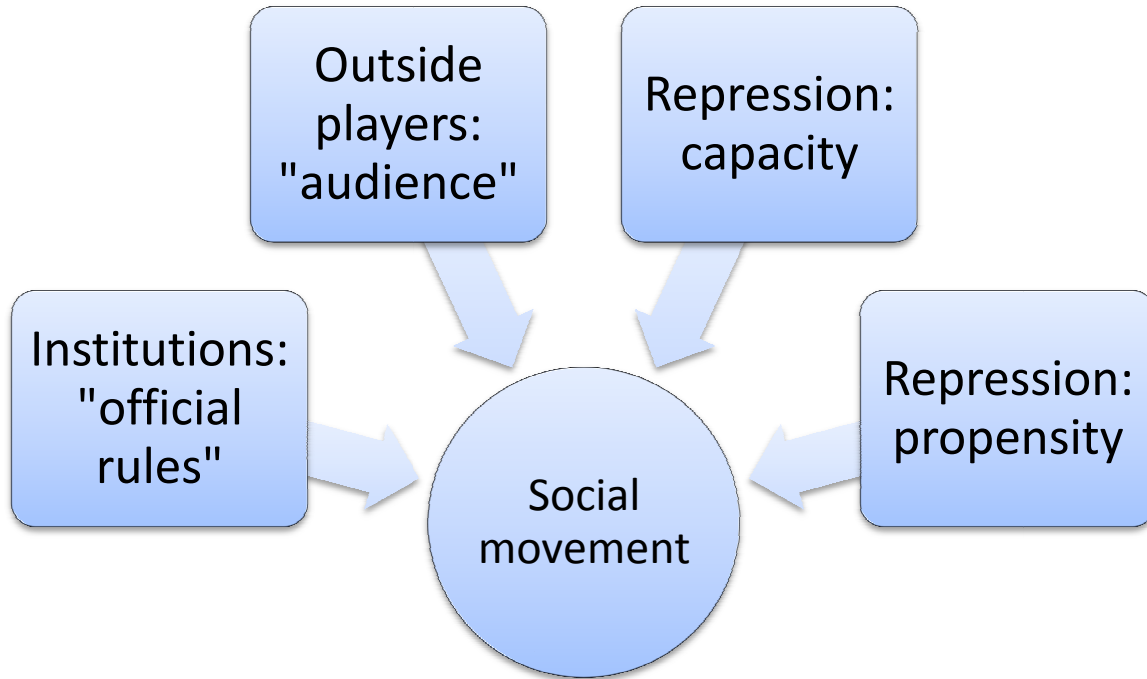 Outside
players:
"audience"
Repression:
capacity
Institutions:
"official
rules"
Repression:
propensity
Social
movement